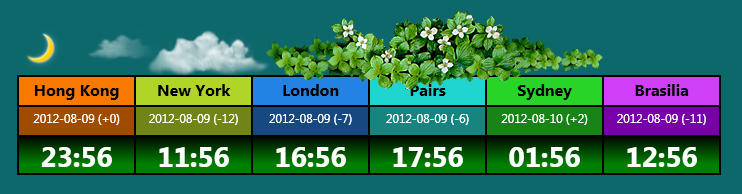 Hong Kong New York London Pairs Sydney Brasilia
2012-08-09 (+0) 2012-08-09 (-12) 2012-08-09 (-7) 2012-08-09 (-6) 2012-08-10 (+2) 2012-08-09 (-11)
23:56 11:56 16:56 17:56 01:56 12:56